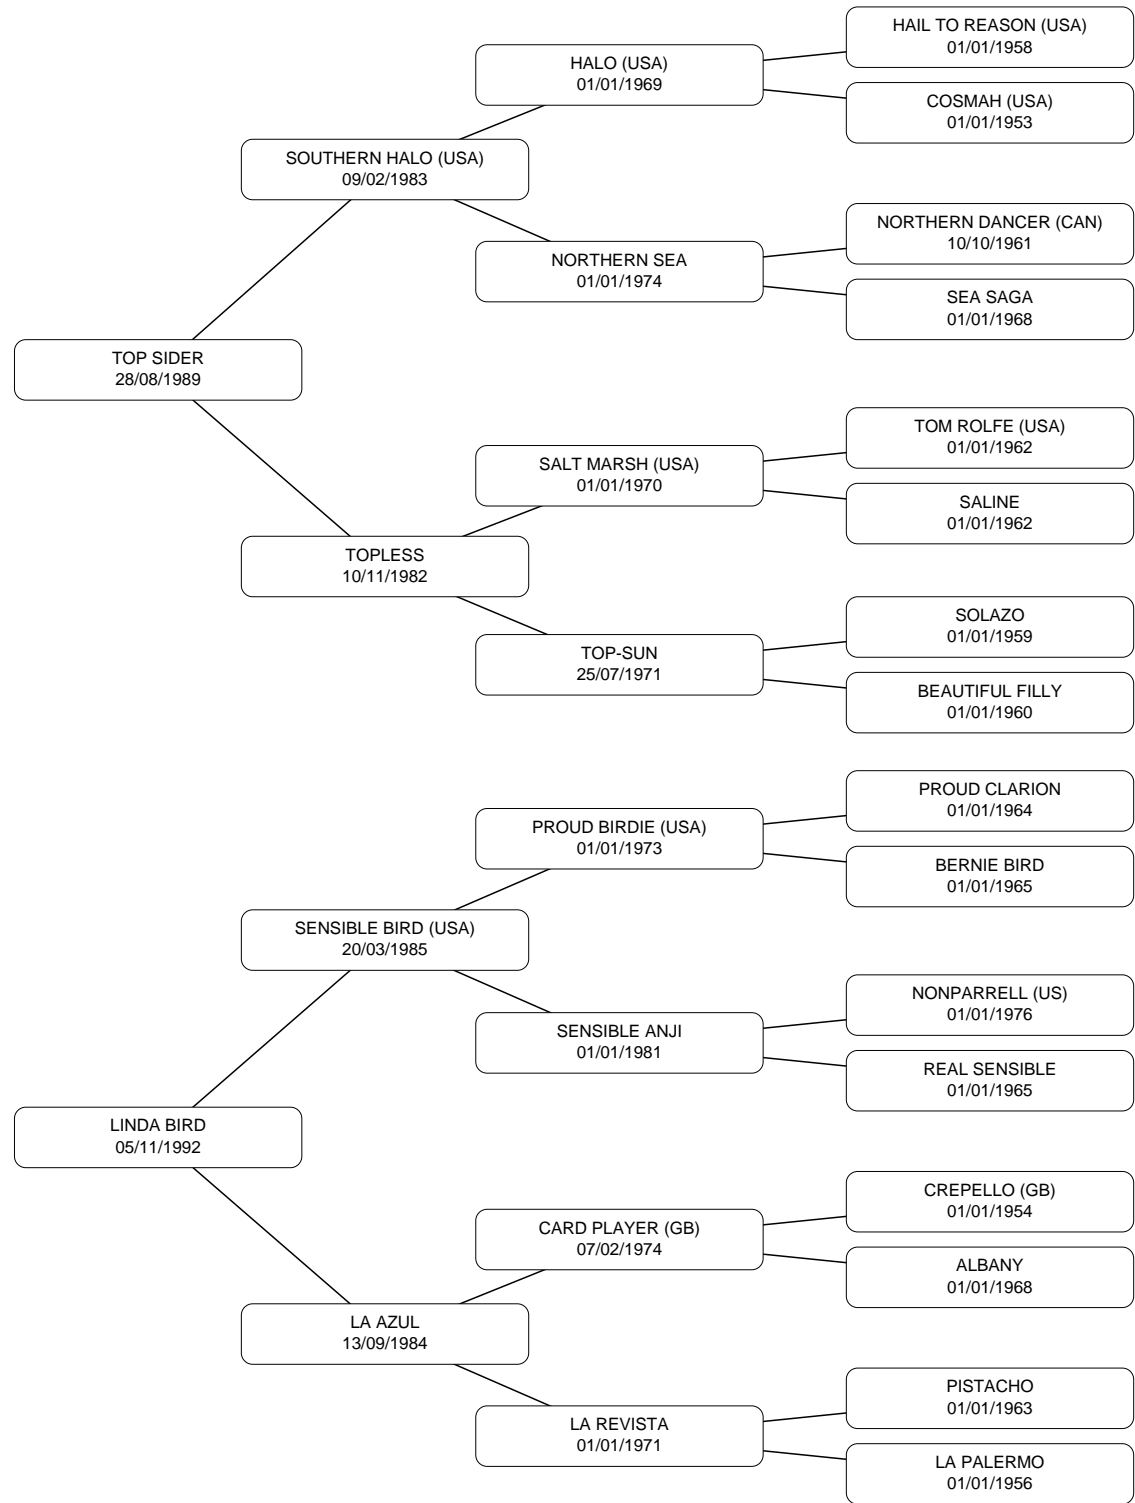 HAIL TO REASON (USA)
01/01/1958
HALO (USA)
01/01/1969
COSMAH (USA)
01/01/1953
SOUTHERN HALO (USA)
09/02/1983
NORTHERN DANCER (CAN)
10/10/1961
NORTHERN SEA
01/01/1974
SEA SAGA
01/01/1968
TOP SIDER
28/08/1989
TOM ROLFE (USA)
01/01/1962
SALT MARSH (USA)
01/01/1970
SALINE
01/01/1962
TOPLESS
10/11/1982
SOLAZO
01/01/1959
TOP-SUN
25/07/1971
BEAUTIFUL FILLY
01/01/1960
PROUD CLARION
01/01/1964
PROUD BIRDIE (USA)
01/01/1973
BERNIE BIRD
01/01/1965
SENSIBLE BIRD (USA)
20/03/1985
NONPARRELL (US)
01/01/1976
SENSIBLE ANJI
01/01/1981
REAL SENSIBLE
01/01/1965
LINDA BIRD
05/11/1992
CREPELLO (GB)
01/01/1954
CARD PLAYER (GB)
07/02/1974
ALBANY
01/01/1968
LA AZUL
13/09/1984
PISTACHO
01/01/1963
LA REVISTA
01/01/1971
LA PALERMO
01/01/1956